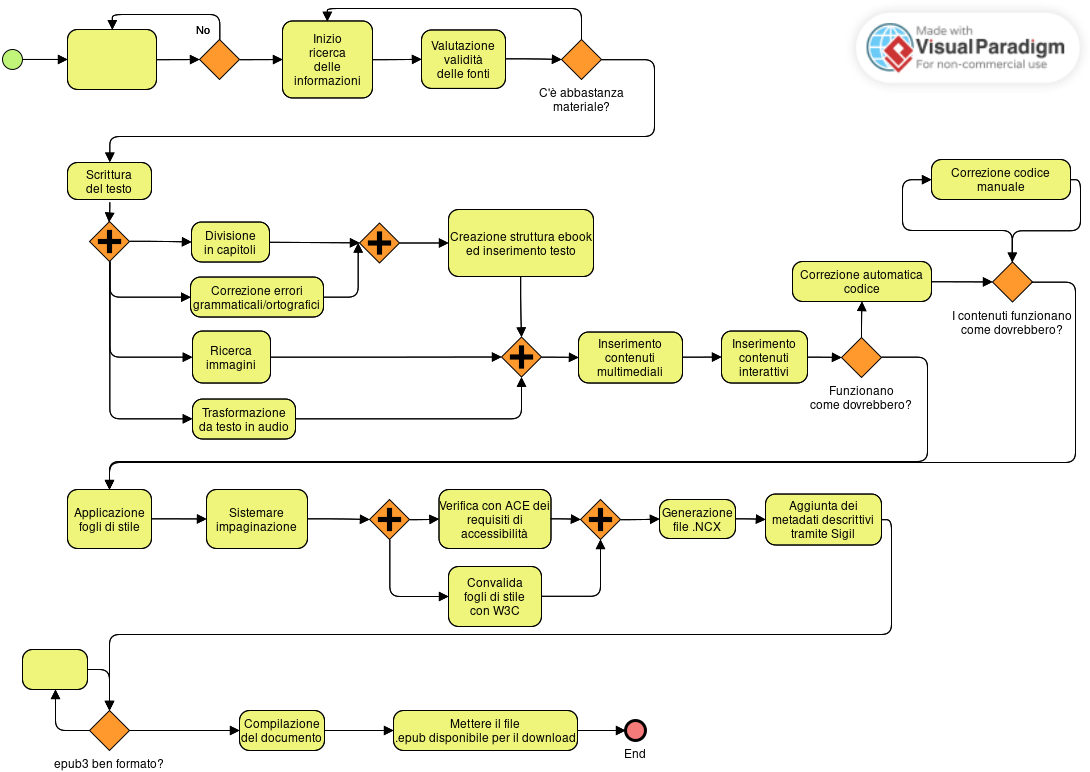 Made with
Visual Paradigm
For non-commercial use
No
Inizio
ricerca
delle
informazioni
Valutazione
validità
delle fonti
C'è abbastanza
materiale?
Scrittura
del testo
Correzione codice
manuale
Divisione
in capitoli
Creazione struttura ebook
ed inserimento testo
Correzione errori
grammaticali/ortografici
Correzione automatica
codice
I contenuti funzionano
come dovrebbero?
Ricerca
immagini
Inserimento
contenuti
multimediali
Inserimento
contenuti
interattivi
Funzionano
come dovrebbero?
Trasformazione
da testo in audio
Applicazione
fogli di stile
Sistemare
impaginazione
Verifica con ACE dei
requisiti di
accessibilità
Generazione
file .NCX
Aggiunta dei
metadati descrittivi
tramite Sigil
Convalida
fogli di stile
con W3C
epub3 ben formato?
Compilazione
del documento
Mettere il file
.epub disponibile per il download
End